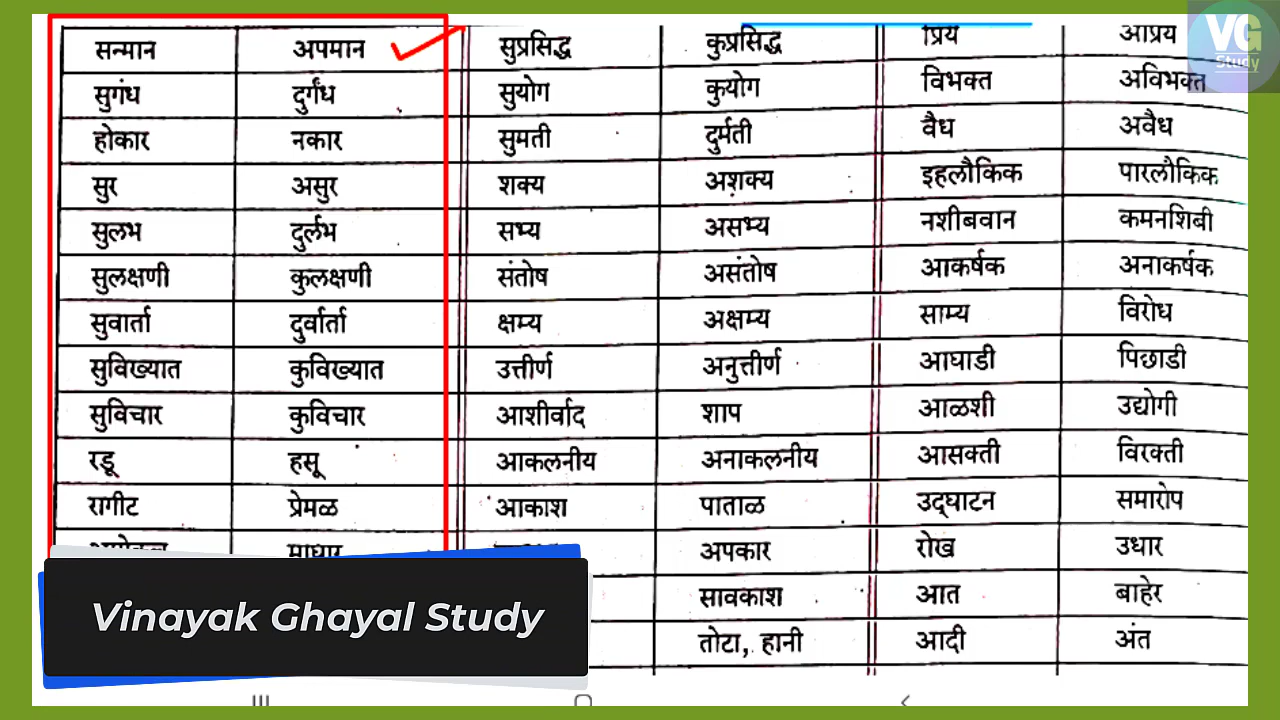 सन्मान अपमान सुप्रसिद्ध कुप्रसिद्ध प्रिय
सुगंध दुर्गंध सुयोग कुयोग विभक्त अविभक्त
होकार नकार सुमती दुर्मती वैध अवैध
सुर असुर शक्य अशक्य इहलौकिक पारलौकिक
सुलभ दुर्लभ सभ्य असभ्य नशीबवान कमनशिबी
सुलक्षणी कुलक्षणी संतोष असंतोष आकर्षक अनाकर्षक
सुवार्ता दुर्वार्ता क्षम्य अक्षम्य साम्य विरोध
सुविख्यात कुविख्यात उत्तीर्ण अनुत्तीर्ण आघाडी पिछाडी
सुविचार कुविचार आशीर्वाद शाप आळशी उद्योगी
रडू हसू आकलनीय अनाकलनीय आसक्ती विरक्ती
रागीट प्रेमळ आकाश पाताळ उद्‌घाटन समारोप
अपकार रोख उधार
सावकाश आत बाहेर
तोटा, हानी आदी अंत
VG
Study
Vinayak Ghayal Study